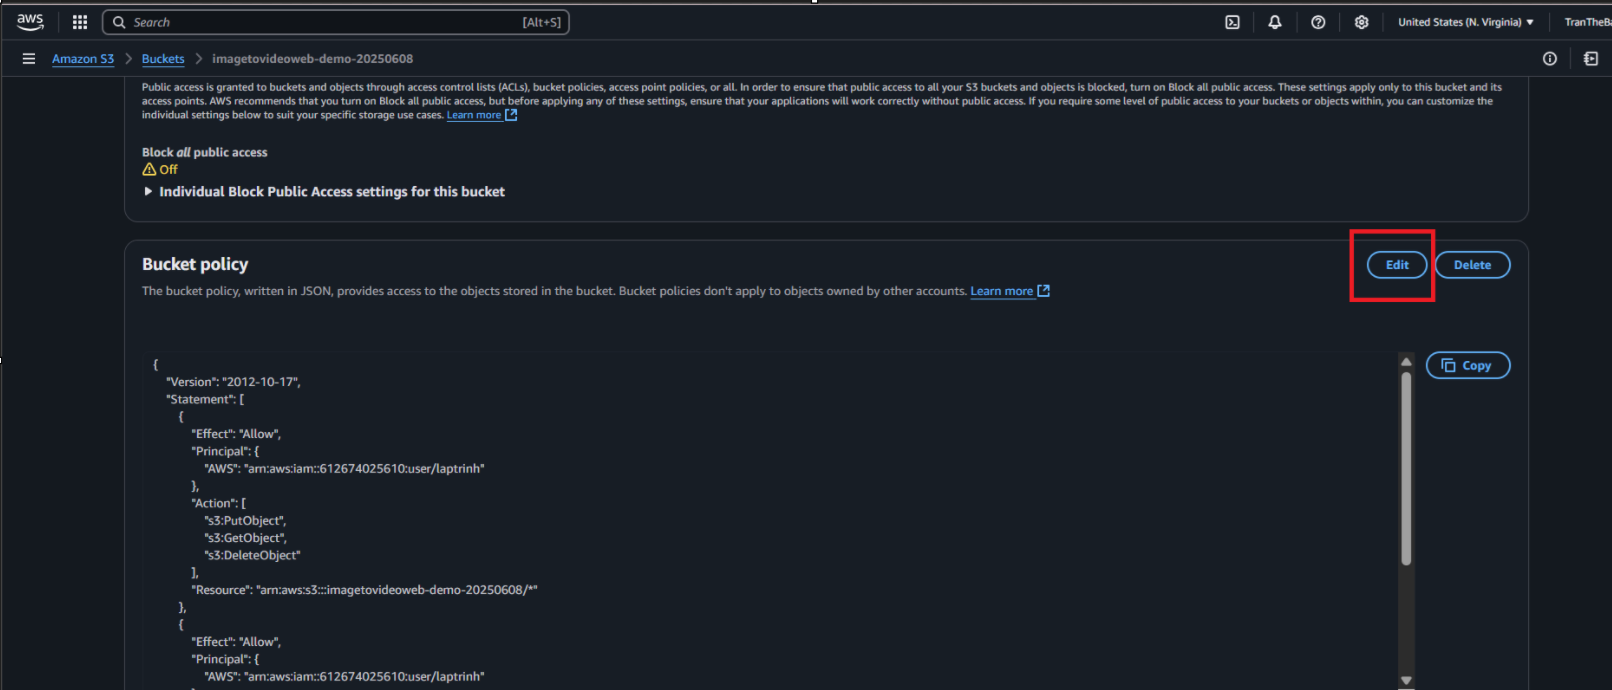 aws
Search [Alt+S]
United States (N. Virginia) ▼
TranTheBa
Amazon S3 > Buckets > imagetovideoweb-demo-20250608
Public access is granted to buckets and objects through access control lists (ACLs), bucket policies, access point policies, or all. In order to ensure that public access to all your S3 buckets and objects is blocked, turn on Block all public access. These settings apply only to this bucket and its
access points. AWS recommends that you turn on Block all public access, but before applying any of these settings, ensure that your applications will work correctly without public access. If you require some level of public access to your buckets or objects within, you can customize the
individual settings below to suit your specific storage use cases. Learn more
Block all public access
Off
Individual Block Public Access settings for this bucket
Bucket policy
Edit
Delete
The bucket policy, written in JSON, provides access to the objects stored in the bucket. Bucket policies don't apply to objects owned by other accounts. Learn more
Copy
{
"Version": "2012-10-17",
"Statement": [
{
"Effect": "Allow",
"Principal": {
"AWS": "arn:aws:iam::612674025610:user/laptrinh"
},
"Action": [
"s3:PutObject",
"s3:GetObject",
"s3:DeleteObject"
],
"Resource": "arn:aws:s3:::imagetovideoweb-demo-20250608/*"
},
{
"Effect": "Allow",
"Principal": {
"AWS": "arn:aws:iam::612674025610:user/laptrinh"